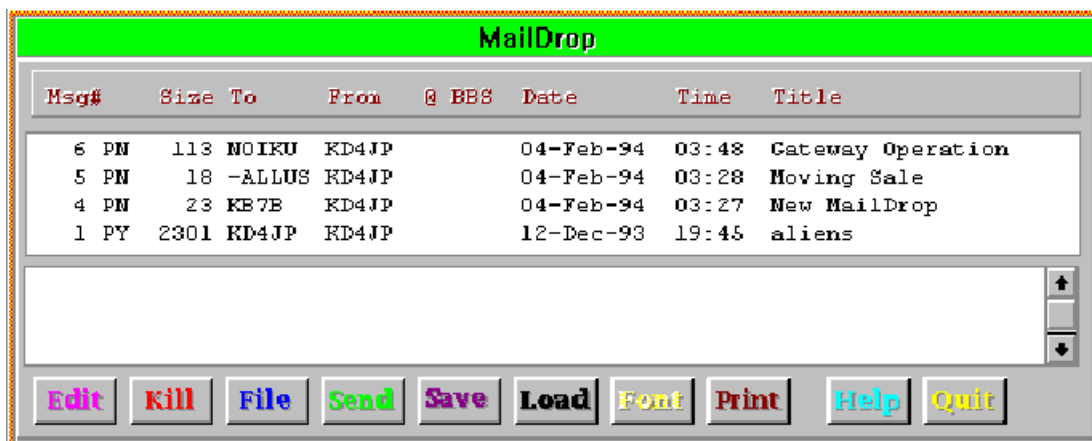 MailDrop
Msg# Size To From @ BBS Date Time Title
6 PN 113 NOIKU KD4JP 04-Feb-94 03:48 Gateway Operation
5 PN 18 -ALLUS KD4JP 04-Feb-94 03:28 Moving Sale
4 PN 23 KB7B KD4JP 04-Feb-94 03:27 New MailDrop
1 PY 2301 KD4JP KD4JP 12-Dec-93 19:45 aliens
Edit Kill File Send Save Load Font Print Help Quit